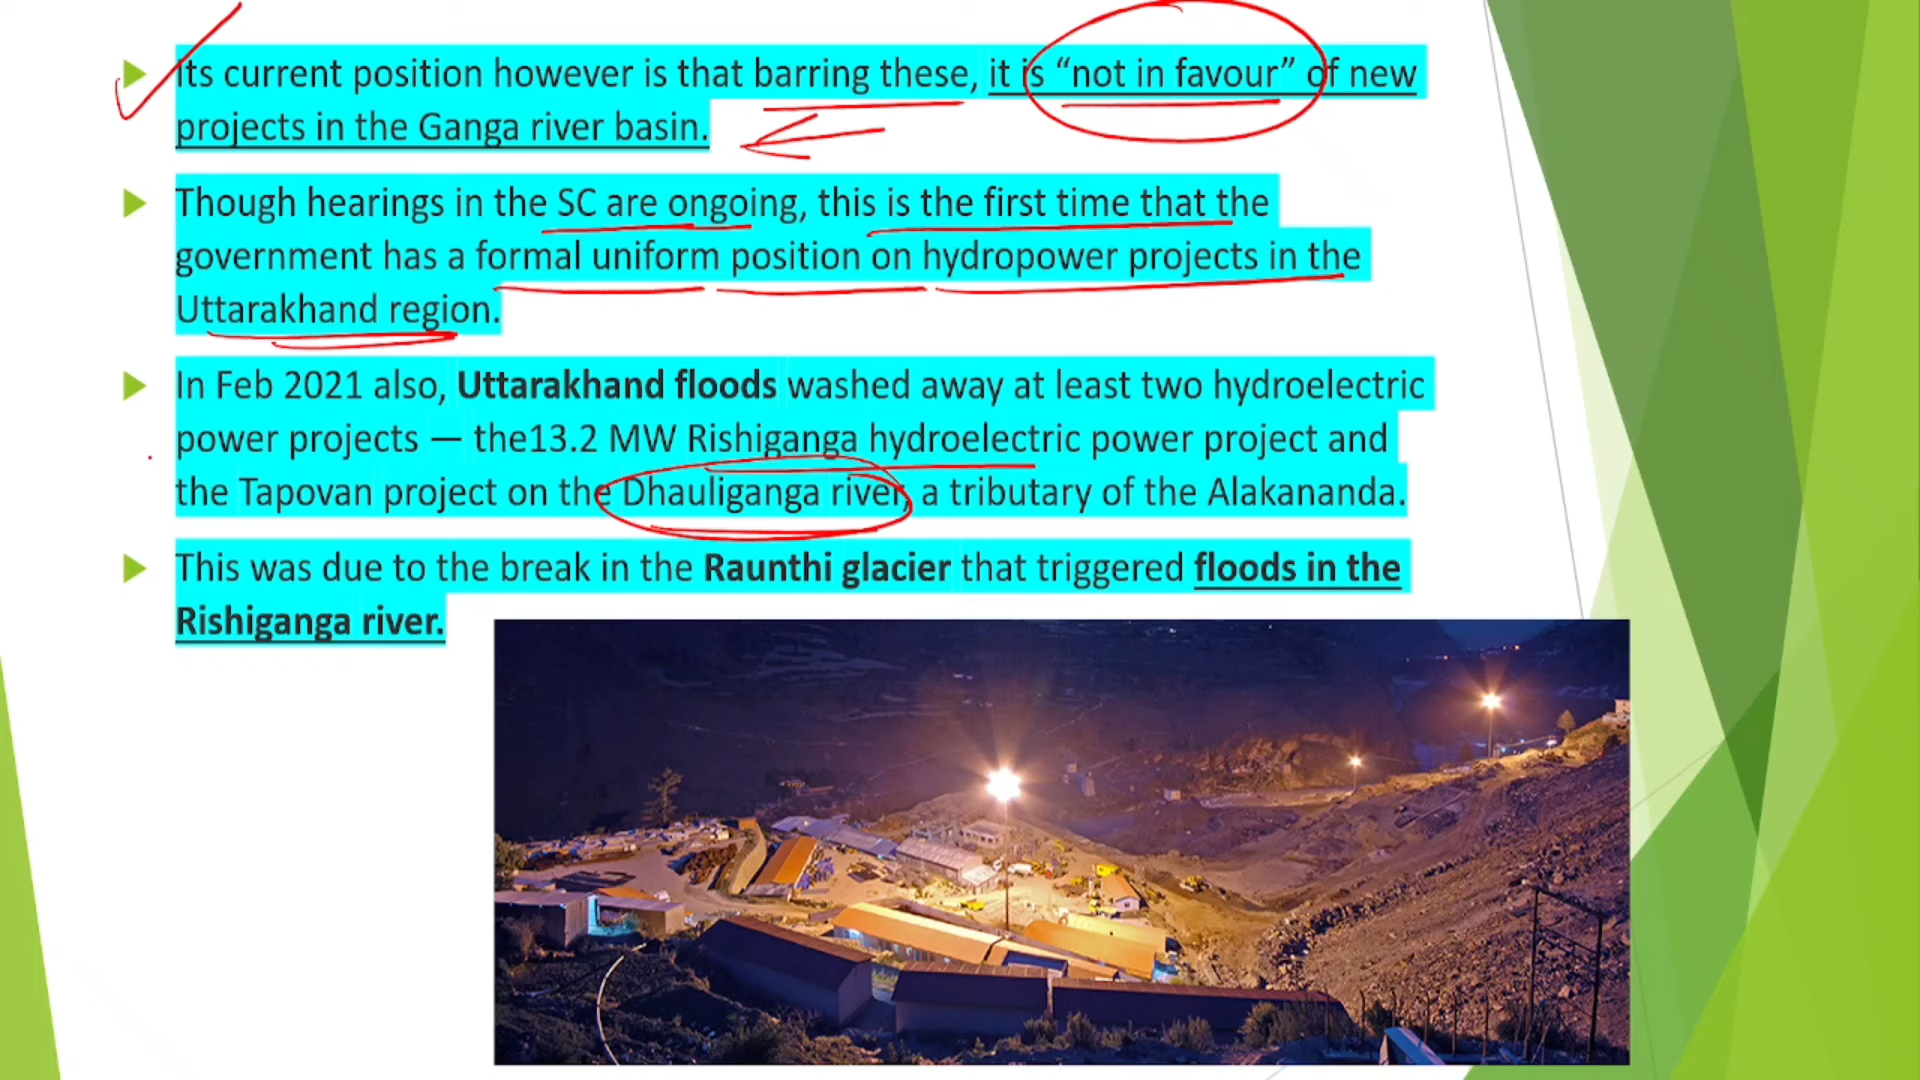 Its current position however is that barring these, it is “not in favour” of new
projects in the Ganga river basin.
Though hearings in the SC are ongoing, this is the first time that the
government has a formal uniform position on hydropower projects in the
Uttarakhand region.
In Feb 2021 also, Uttarakhand floods washed away at least two hydroelectric
power projects — the13.2 MW Rishiganga hydroelectric power project and
the Tapovan project on the Dhauliganga river, a tributary of the Alakananda.
This was due to the break in the Raunthi glacier that triggered floods in the
Rishiganga river.